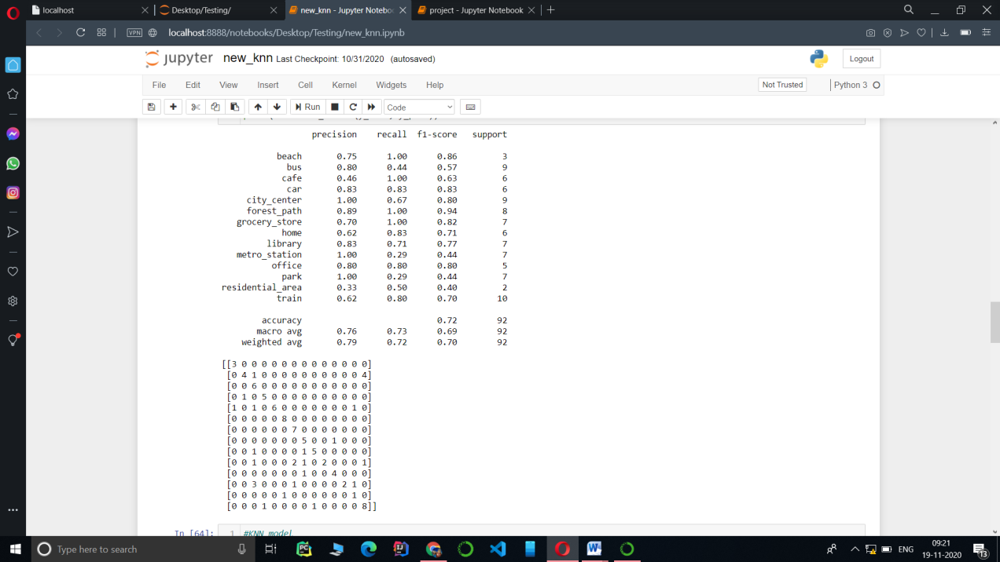 localhost
Desktop/Testing/
new_knn - Jupyter Noteboo
project - Jupyter Notebook
VPN
localhost:8888/notebooks/Desktop/Testing/new_knn.ipynb
jupyter new_knn Last Checkpoint: 10/31/2020 (autosaved)
Logout
File Edit View Insert Cell Kernel Widgets Help
Not Trusted
Python 3
Run
Code
precision recall f1-score support
beach 0.75 1.00 0.86 3
bus 0.80 0.44 0.57 9
cafe 0.46 1.00 0.63 6
car 0.83 0.83 0.83 6
city_center 1.00 0.67 0.80 9
forest_path 0.89 1.00 0.94 8
grocery_store 0.70 1.00 0.82 7
home 0.62 0.83 0.71 6
library 0.83 0.71 0.77 7
metro_station 1.00 0.29 0.44 7
office 0.80 0.80 0.80 5
park 1.00 0.29 0.44 7
residential_area 0.33 0.50 0.40 2
train 0.62 0.80 0.70 10
accuracy 0.72 92
macro avg 0.76 0.73 0.69 92
weighted avg 0.79 0.72 0.70 92
[[3 0 0 0 0 0 0 0 0 0 0 0 0 0]
[0 4 1 0 0 0 0 0 0 0 0 0 0 4]
[0 0 6 0 0 0 0 0 0 0 0 0 0 0]
[0 1 0 5 0 0 0 0 0 0 0 0 0 0]
[1 0 1 0 6 0 0 0 0 0 0 0 1 0]
[0 0 0 0 0 8 0 0 0 0 0 0 0 0]
[0 0 0 0 0 0 7 0 0 0 0 0 0 0]
[0 0 0 0 0 0 0 5 0 0 1 0 0 0]
[0 0 1 0 0 0 0 1 5 0 0 0 0 0]
[0 0 1 0 0 0 2 1 0 2 0 0 0 1]
[0 0 0 0 0 0 0 1 0 0 4 0 0 0]
[0 0 3 0 0 0 1 0 0 0 0 2 1 0]
[0 0 0 0 0 1 0 0 0 0 0 0 1 0]
[0 0 0 1 0 0 0 0 1 0 0 0 0 8]]
In [64]: 1 #KNN model
Type here to search
ENG
09:21
19-11-2020
13